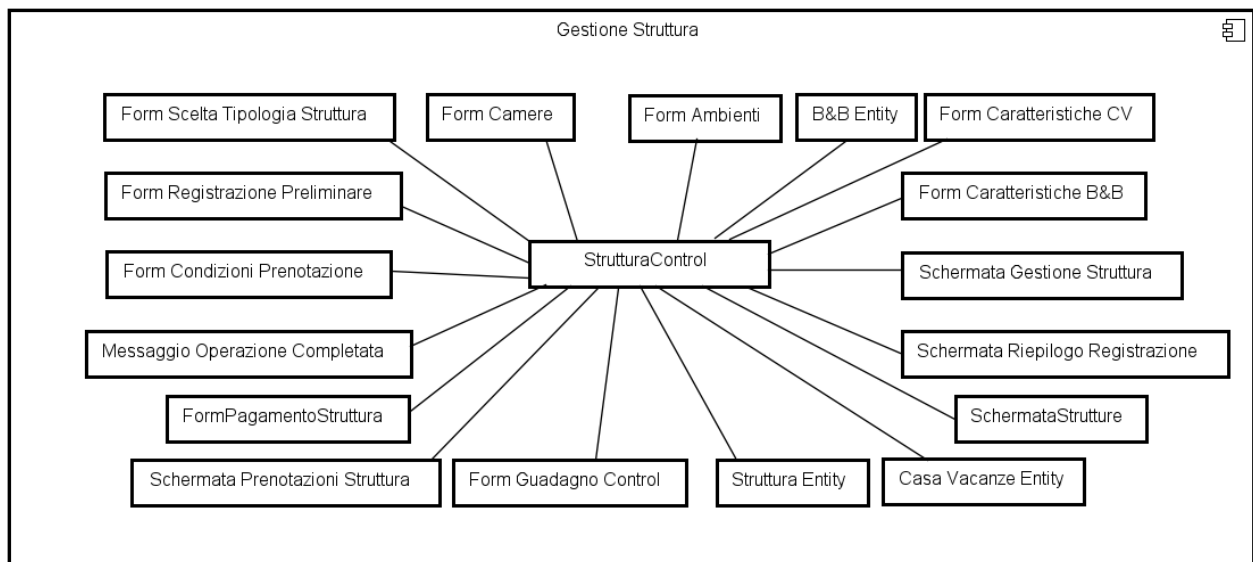 Gestione Struttura
Form Scelta Tipologia Struttura
Form Camere
Form Ambienti
B&B Entity
Form Caratteristiche CV
Form Registrazione Preliminare
Form Caratteristiche B&B
StrutturaControl
Form Condizioni Prenotazione
Schermata Gestione Struttura
Messaggio Operazione Completata
Schermata Riepilogo Registrazione
FormPagamentoStruttura
SchermataStrutture
Schermata Prenotazioni Struttura
Form Guadagno Control
Struttura Entity
Casa Vacanze Entity